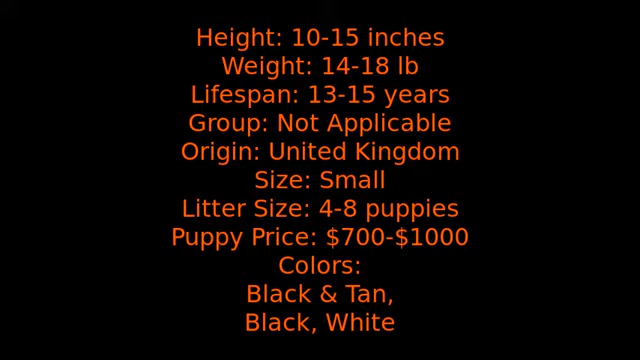 Height: 10-15 inches
Weight: 14-18 lb
Lifespan: 13-15 years
Group: Not Applicable
Origin: United Kingdom
Size: Small
Litter Size: 4-8 puppies
Puppy Price: $700-$1000
Colors:
Black & Tan,
Black, White